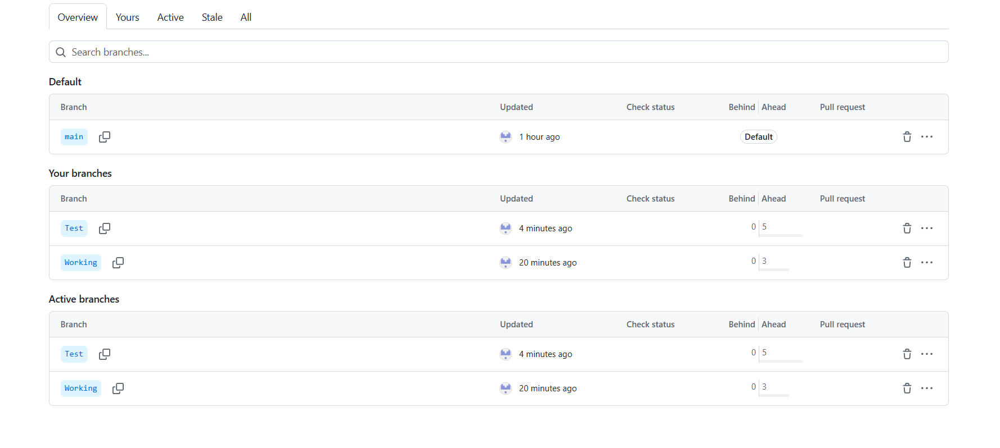 Overview Yours Active Stale All
Search branches...
Default
Branch Updated Check status Behind Ahead Pull request
main 1 hour ago Default
Your branches
Branch Updated Check status Behind Ahead Pull request
Test 4 minutes ago 0 5
Working 20 minutes ago 0 3
Active branches
Branch Updated Check status Behind Ahead Pull request
Test 4 minutes ago 0 5
Working 20 minutes ago 0 3